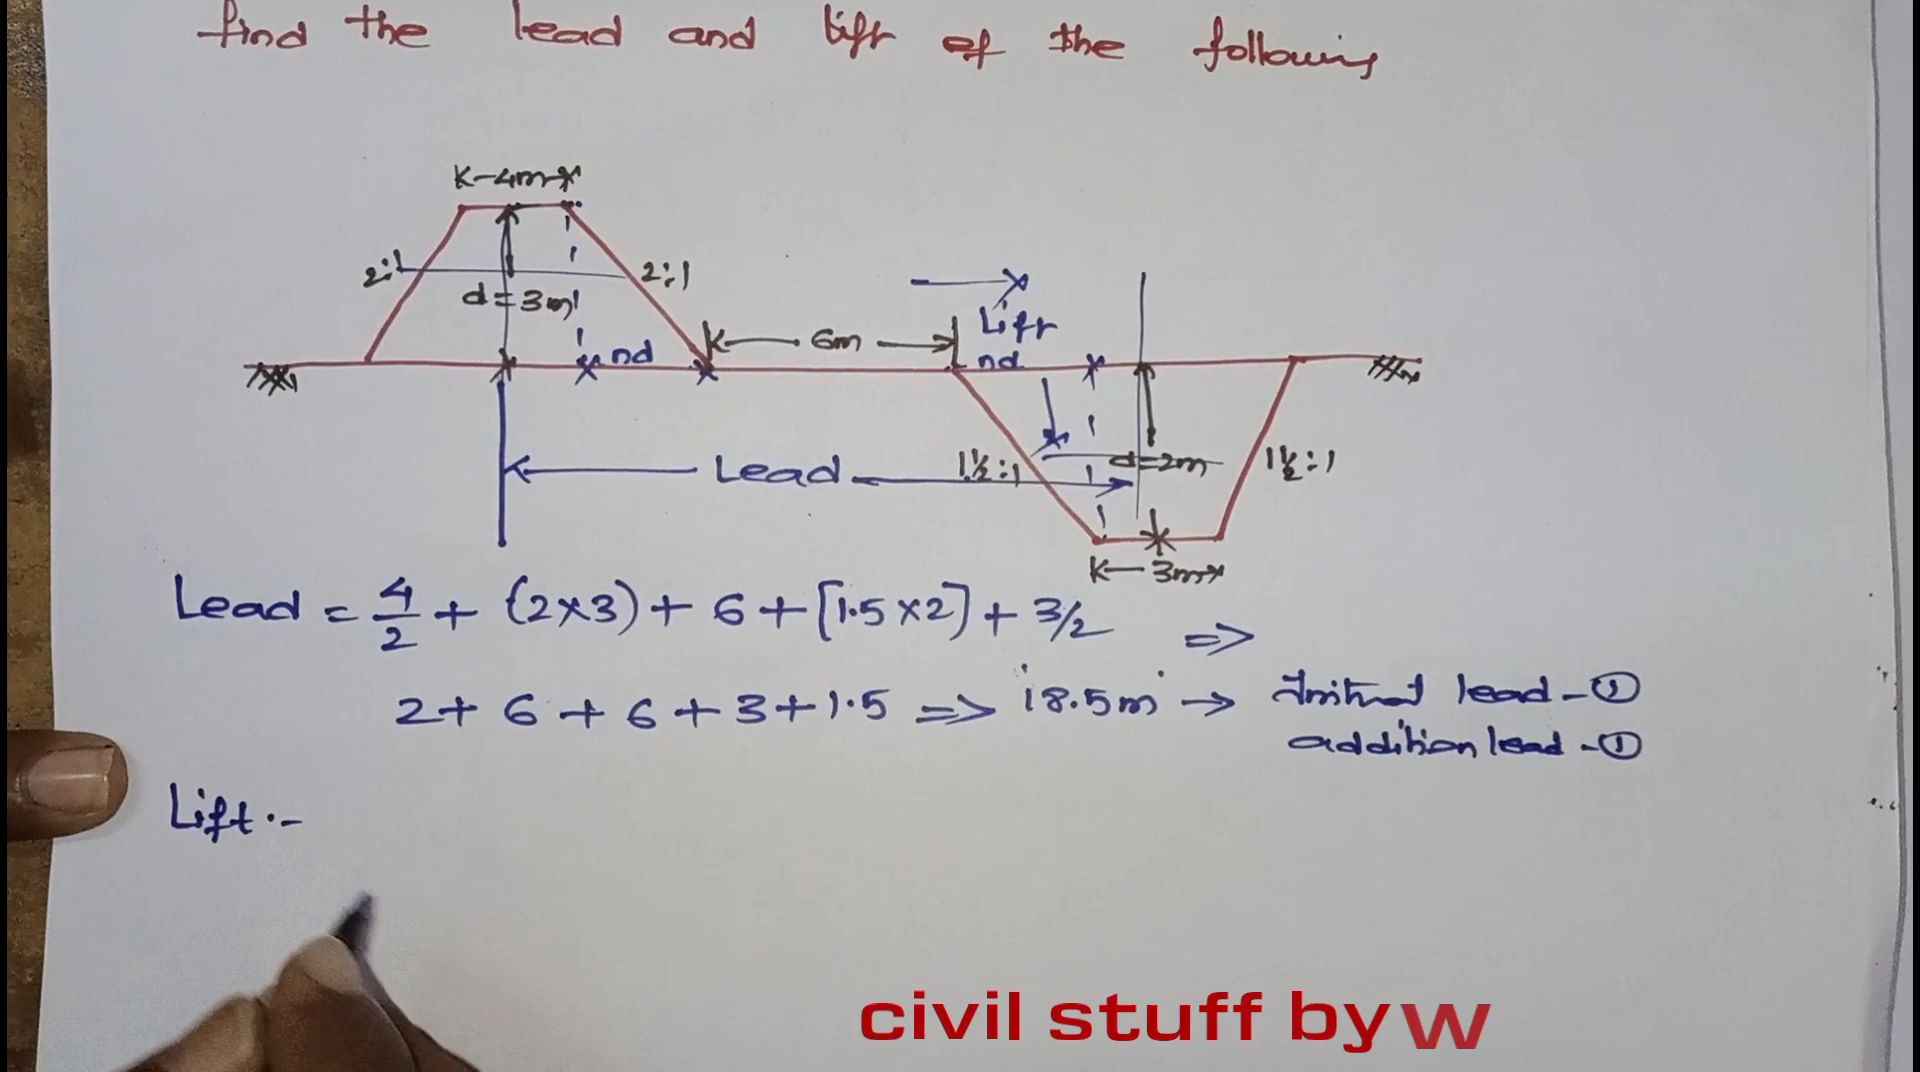 find the lead and lift of the following
K-4m-x
2:1
2:1
d=3m
nd
6m
Lift
nd
Lead
1½:1
d=2m
1½:1
K-3m-x
Lead = 4/2 + (2×3) + 6 + [1.5×2] + 3/2 =>
2+ 6 + 6 + 3 + 1.5 => 18.5m → Initial lead - ①
addition lead - ①
Lift :-
civil stuff by W